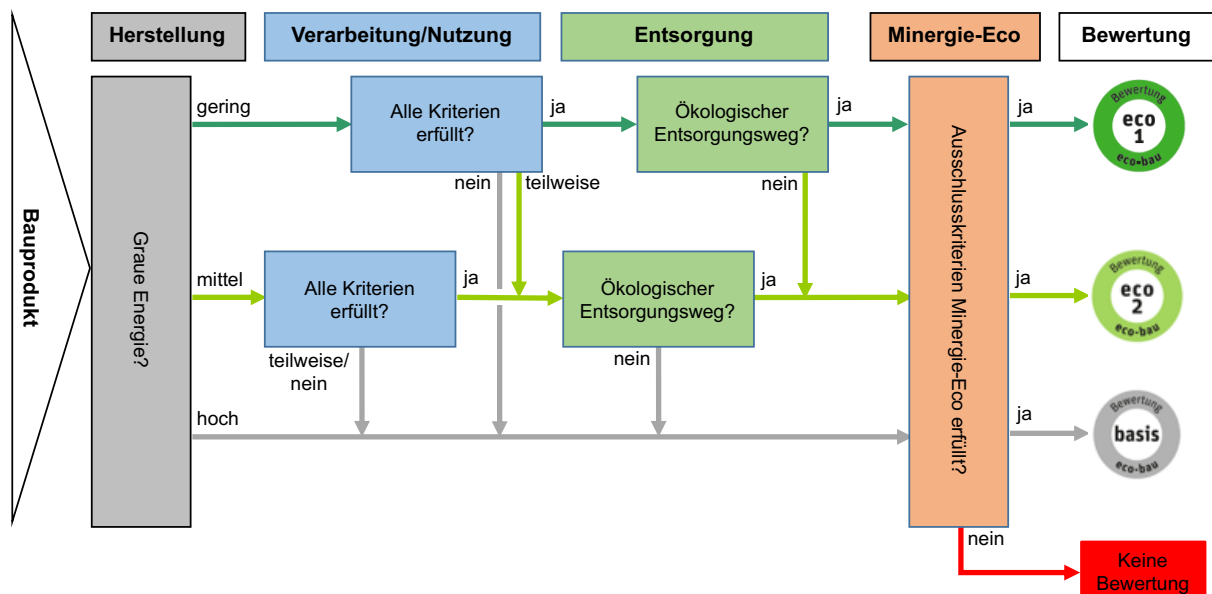 Herstellung
Verarbeitung/Nutzung
Entsorgung
Minergie-Eco
Bewertung
Bauprodukt
Graue Energie?
gering
Alle Kriterien
erfüllt?
ja
Ökologischer
Entsorgungsweg?
ja
Ausschlusskriterien Minergie-Eco erfüllt?
ja
Bewertung
eco
1
eco-bau
nein
teilweise
nein
mittel
Alle Kriterien
erfüllt?
ja
Ökologischer
Entsorgungsweg?
ja
ja
Bewertung
eco
2
eco-bau
teilweise/
nein
nein
hoch
ja
Bewertung
basis
eco-bau
nein
Keine
Bewertung